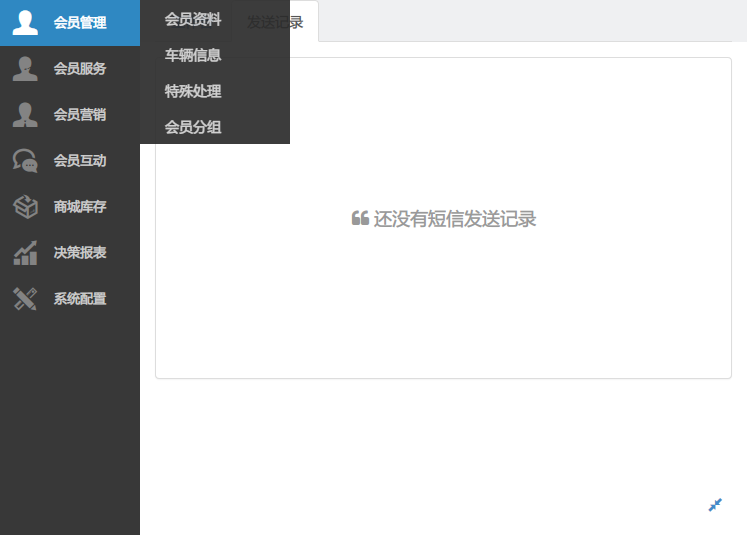 会员管理
会员服务
会员营销
会员互动
商城库存
决策报表
系统配置
会员资料
车辆信息
特殊处理
会员分组
发送记录
还没有短信发送记录